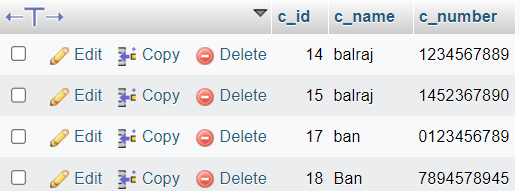 c_id c_name c_number
Edit Copy Delete 14 balraj 1234567889
Edit Copy Delete 15 balraj 1452367890
Edit Copy Delete 17 ban 0123456789
Edit Copy Delete 18 Ban 7894578945